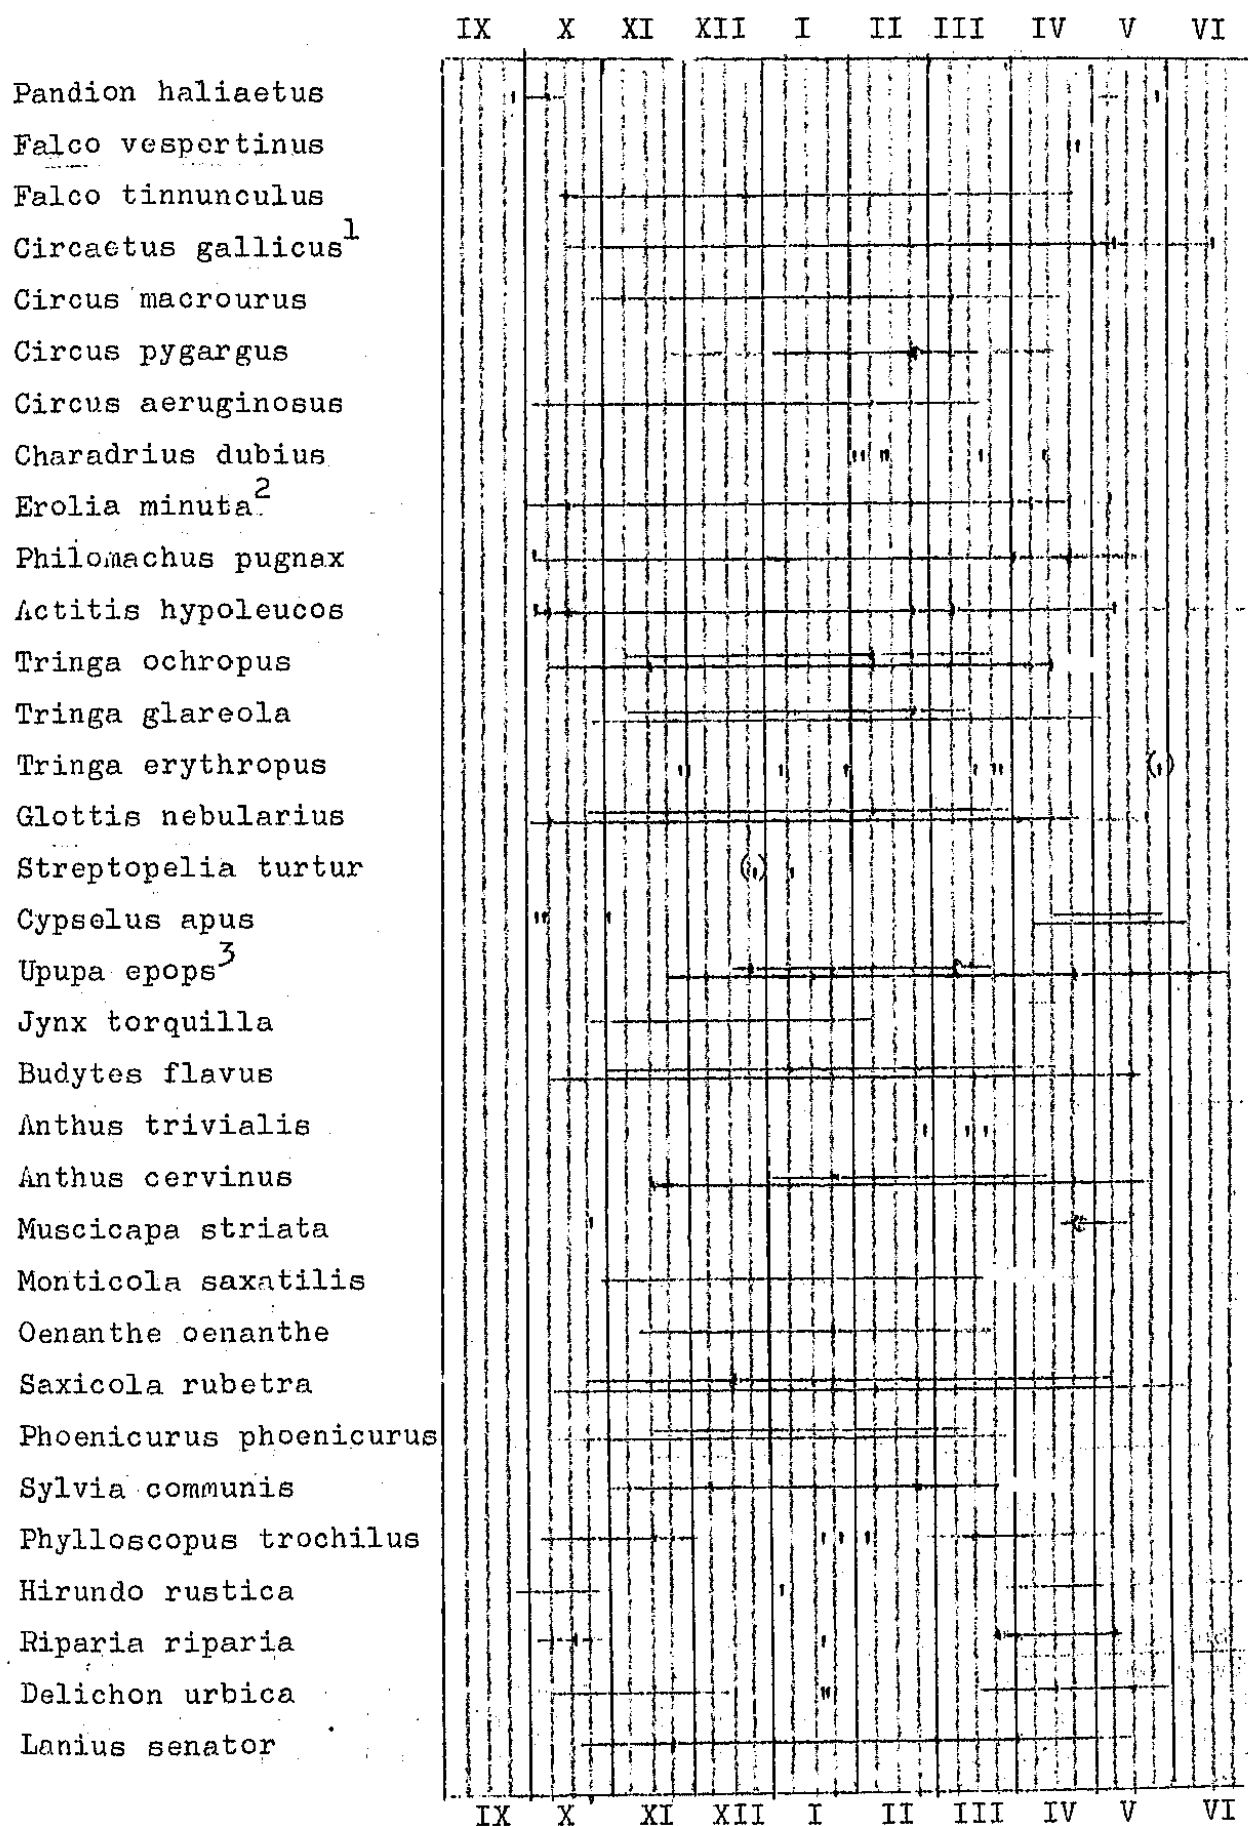 IX X XI XII I II III IV V VI
Pandion haliaetus
Falco vespertinus
Falco tinnunculus
Circaetus gallicus1
Circus macrourus
Circus pygargus
Circus aeruginosus
Charadrius dubius
Erolia minuta2
Philomachus pugnax
Actitis hypoleucos
Tringa ochropus
Tringa glareola
Tringa erythropus
Glottis nebularius
Streptopelia turtur
Cypselus apus
Upupa epops3
Jynx torquilla
Budytes flavus
Anthus trivialis
Anthus cervinus
Muscicapa striata
Monticola saxatilis
Oenanthe oenanthe
Saxicola rubetra
Phoenicurus phoenicurus
Sylvia communis
Phylloscopus trochilus
Hirundo rustica
Riparia riparia
Delichon urbica
Lanius senator
IX X XI XII I II III IV V VI